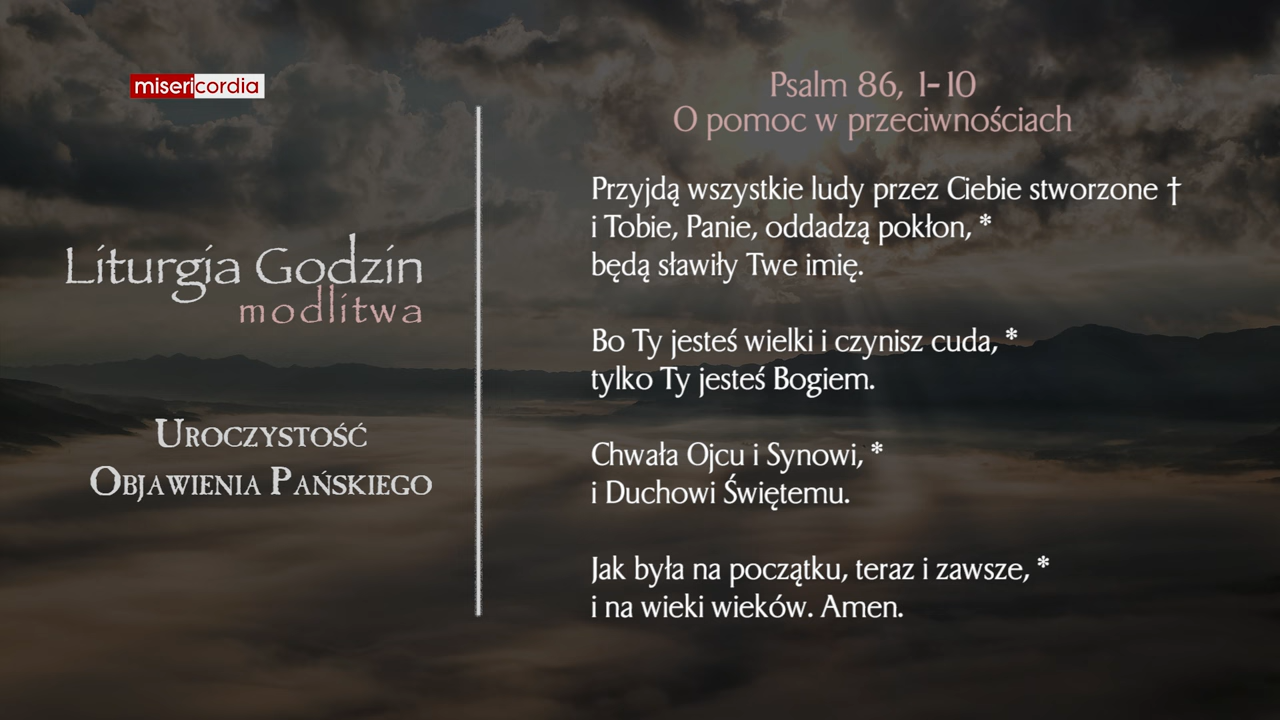 misericordia
Liturgia Godzin
modlitwa
Uroczystość
Objawienia Pańskiego
Psalm 86, 1-10
O pomoc w przeciwnościach
Przyjdą wszystkie ludy przez Ciebie stworzone †
i Tobie, Panie, oddadzą pokłon, *
będą sławiły Twe imię.
Bo Ty jesteś wielki i czynisz cuda, *
tylko Ty jesteś Bogiem.
Chwała Ojcu i Synowi, *
i Duchowi Świętemu.
Jak była na początku, teraz i zawsze, *
i na wieki wieków. Amen.